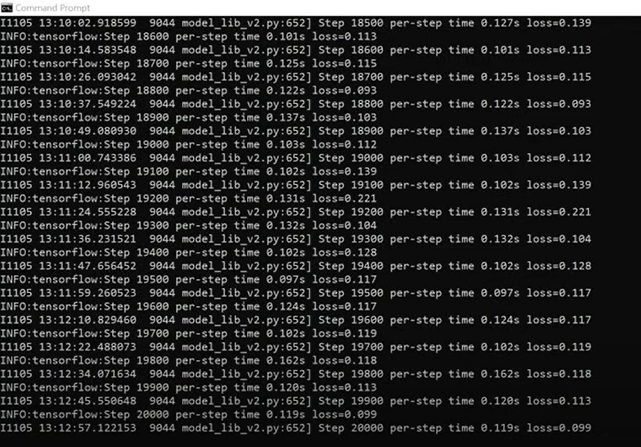 Command Prompt
I1105 13:10:02.918599  9044 model_lib_v2.py:652] Step 18500 per-step time 0.127s loss=0.139
INFO:tensorflow:Step 18600 per-step time 0.101s loss=0.113
I1105 13:10:14.583548  9044 model_lib_v2.py:652] Step 18600 per-step time 0.101s loss=0.113
INFO:tensorflow:Step 18700 per-step time 0.125s loss=0.115
I1105 13:10:26.093042  9044 model_lib_v2.py:652] Step 18700 per-step time 0.125s loss=0.115
INFO:tensorflow:Step 18800 per-step time 0.122s loss=0.093
I1105 13:10:37.549224  9044 model_lib_v2.py:652] Step 18800 per-step time 0.122s loss=0.093
INFO:tensorflow:Step 18900 per-step time 0.137s loss=0.103
I1105 13:10:49.080930  9044 model_lib_v2.py:652] Step 18900 per-step time 0.137s loss=0.103
INFO:tensorflow:Step 19000 per-step time 0.103s loss=0.112
I1105 13:11:00.743386  9044 model_lib_v2.py:652] Step 19000 per-step time 0.103s loss=0.112
INFO:tensorflow:Step 19100 per-step time 0.102s loss=0.139
I1105 13:11:12.960543  9044 model_lib_v2.py:652] Step 19100 per-step time 0.102s loss=0.139
INFO:tensorflow:Step 19200 per-step time 0.131s loss=0.221
I1105 13:11:24.555228  9044 model_lib_v2.py:652] Step 19200 per-step time 0.131s loss=0.221
INFO:tensorflow:Step 19300 per-step time 0.132s loss=0.104
I1105 13:11:36.231521  9044 model_lib_v2.py:652] Step 19300 per-step time 0.132s loss=0.104
INFO:tensorflow:Step 19400 per-step time 0.102s loss=0.128
I1105 13:11:47.656452  9044 model_lib_v2.py:652] Step 19400 per-step time 0.102s loss=0.128
INFO:tensorflow:Step 19500 per-step time 0.097s loss=0.117
I1105 13:11:59.260523  9044 model_lib_v2.py:652] Step 19500 per-step time 0.097s loss=0.117
INFO:tensorflow:Step 19600 per-step time 0.124s loss=0.117
I1105 13:12:10.829460  9044 model_lib_v2.py:652] Step 19600 per-step time 0.124s loss=0.117
INFO:tensorflow:Step 19700 per-step time 0.102s loss=0.119
I1105 13:12:22.488073  9044 model_lib_v2.py:652] Step 19700 per-step time 0.102s loss=0.119
INFO:tensorflow:Step 19800 per-step time 0.162s loss=0.118
I1105 13:12:34.071634  9044 model_lib_v2.py:652] Step 19800 per-step time 0.162s loss=0.118
INFO:tensorflow:Step 19900 per-step time 0.120s loss=0.113
I1105 13:12:45.550648  9044 model_lib_v2.py:652] Step 19900 per-step time 0.120s loss=0.113
INFO:tensorflow:Step 20000 per-step time 0.119s loss=0.099
I1105 13:12:57.122153  9044 model_lib_v2.py:652] Step 20000 per-step time 0.119s loss=0.099